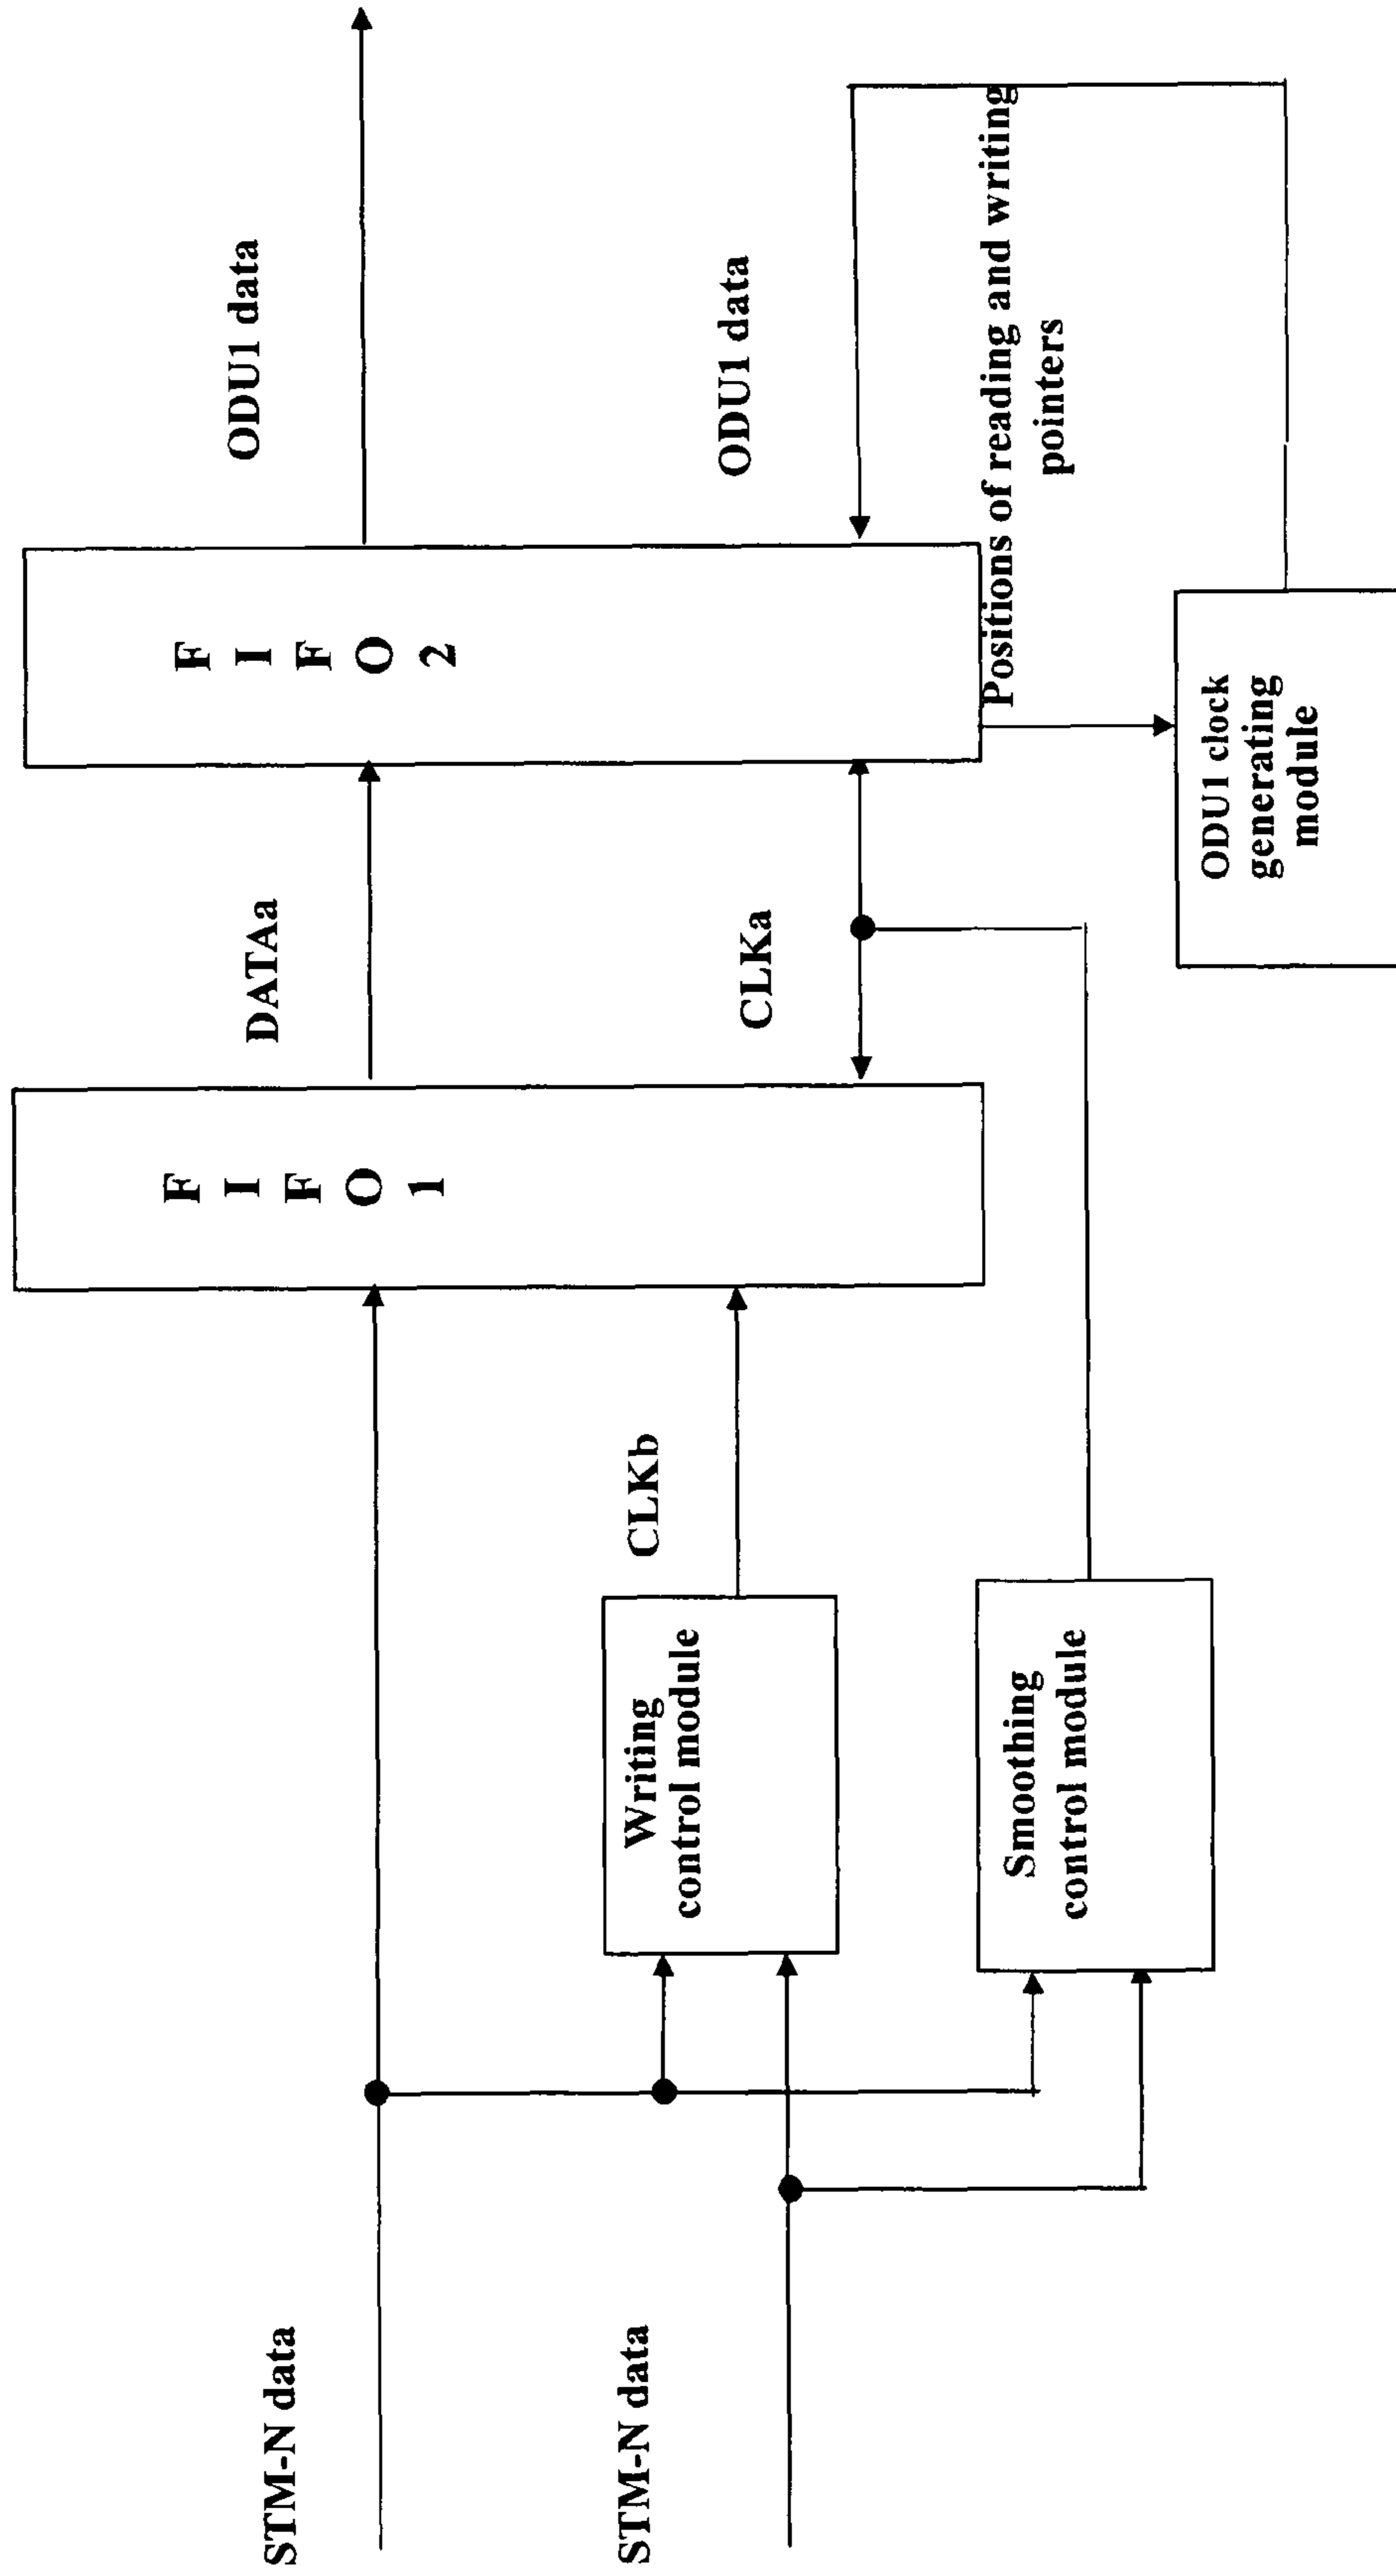 STM-N data
STM-N data
Writing
control module
Smoothing
control module
CLKb
F
I
F
O
1
DATAa
CLKa
F
I
F
O
2
ODU1 data
ODU1 data
Positions of reading and writing
pointers
ODU1 clock
generating
module